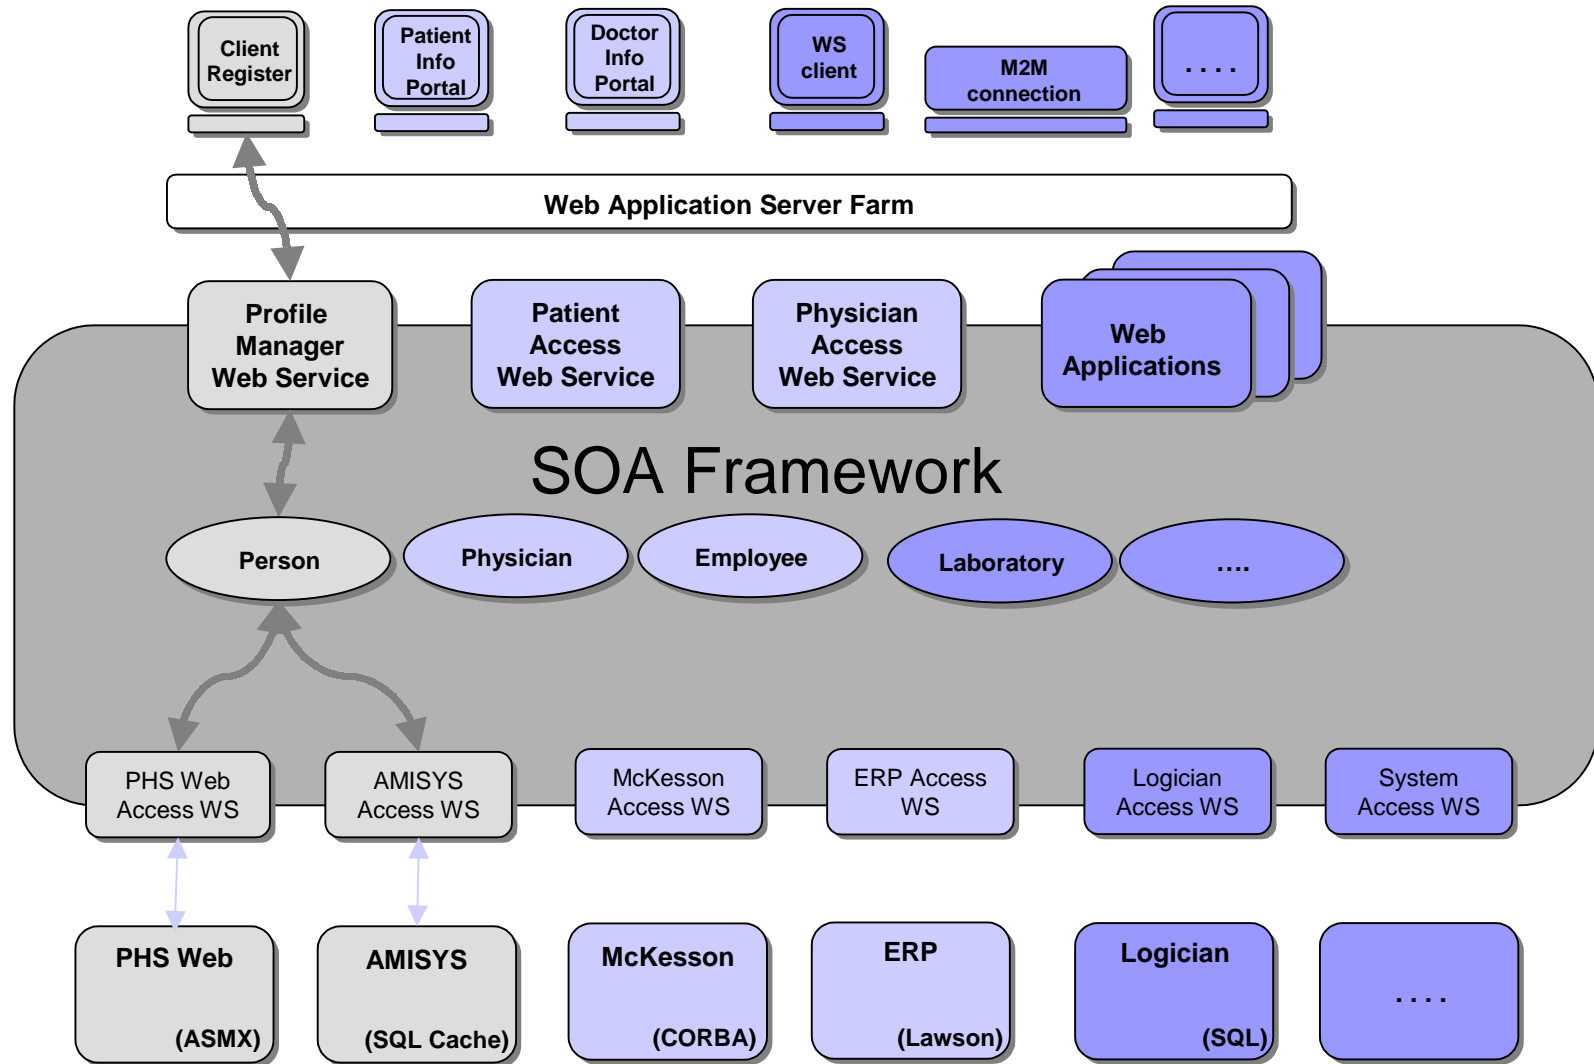 Client
Register
Patient
Info
Portal
Doctor
Info
Portal
WS
client
M2M
connection
. . . .
Web Application Server Farm
Profile
Manager
Web Service
Patient
Access
Web Service
Physician
Access
Web Service
Web
Applications
SOA Framework
Person
Physician
Employee
Laboratory
....
PHS Web
Access WS
AMISYS
Access WS
McKesson
Access WS
ERP Access
WS
Logician
Access WS
System
Access WS
PHS Web
(ASMX)
AMISYS
(SQL Cache)
McKesson
(CORBA)
ERP
(Lawson)
Logician
(SQL)
. . . .